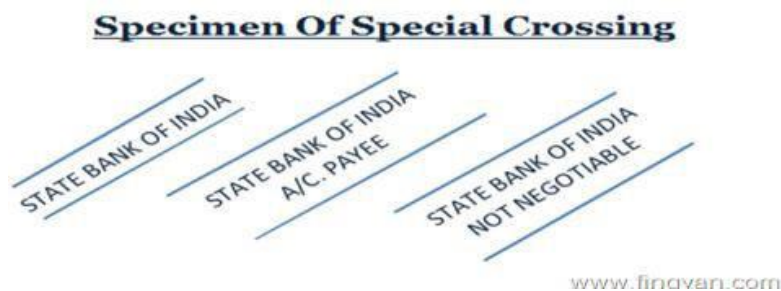 Specimen Of Special Crossing
STATE BANK OF INDIA
STATE BANK OF INDIA
A/C. PAYEE
STATE BANK OF INDIA
NOT NEGOTIABLE
www.fingyan.com